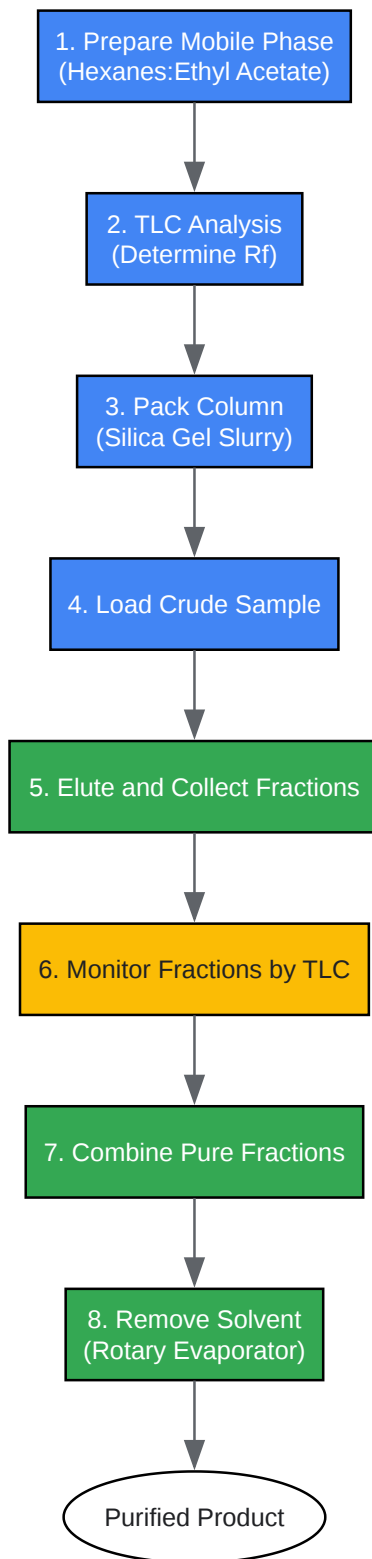 1. Prepare Mobile Phase
(Hexanes:Ethyl Acetate)
2. TLC Analysis
(Determine Rf)
3. Pack Column
(Silica Gel Slurry)
4. Load Crude Sample
5. Elute and Collect Fractions
6. Monitor Fractions by TLC
7. Combine Pure Fractions
8. Remove Solvent
(Rotary Evaporator)
Purified Product